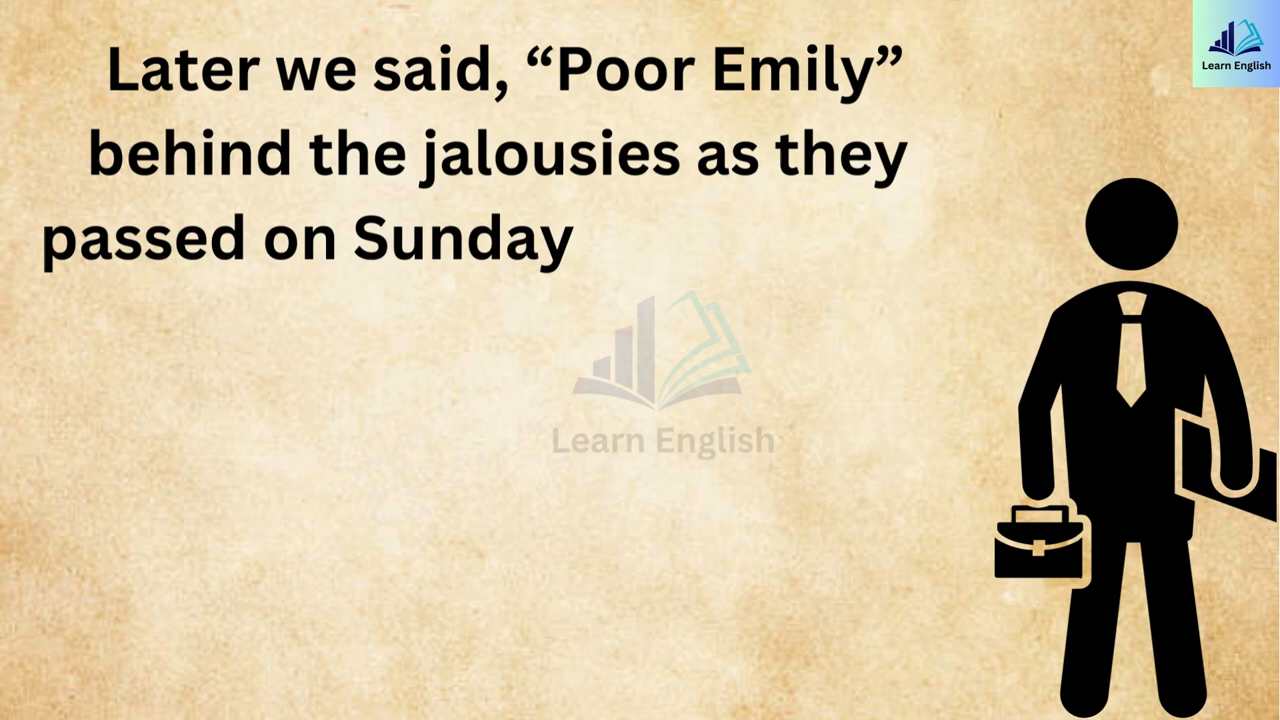 Later we said, “Poor Emily”
behind the jalousies as they
passed on Sunday
Learn English
Learn English